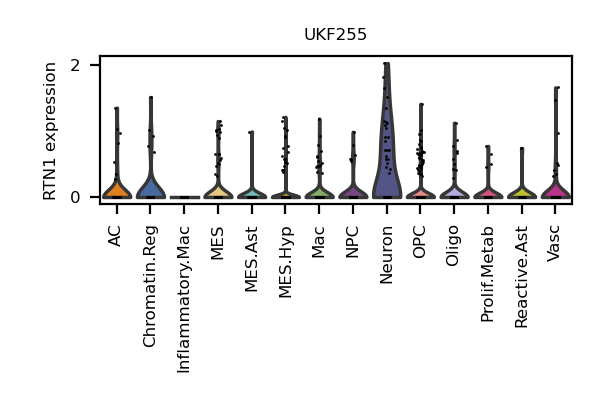 UKF255
RTN1 expression
2
0
AC
Chromatin.Reg
Inflammatory.Mac
MES
MES.Ast
MES.Hyp
Mac
NPC
Neuron
OPC
Oligo
Prolif.Metab
Reactive.Ast
Vasc